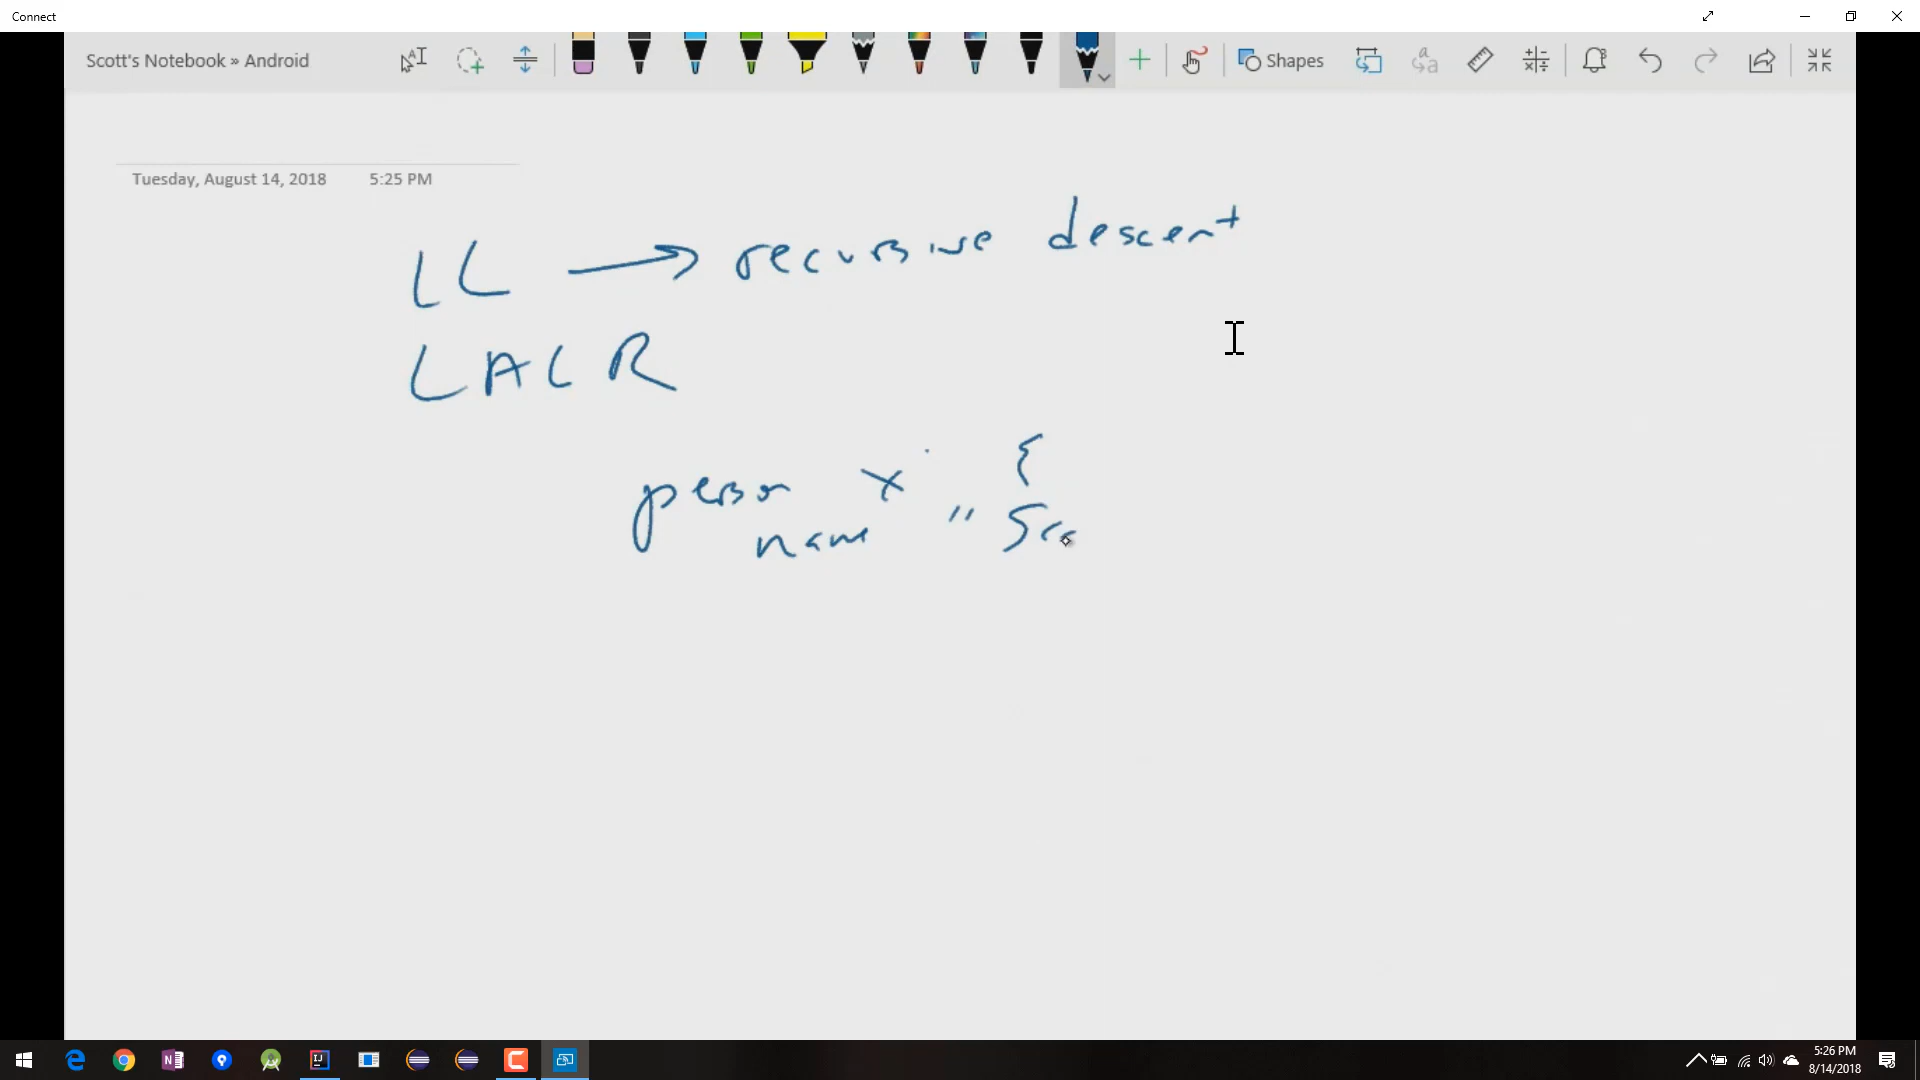 Connect
Scott's Notebook » Android
Shapes
Tuesday, August 14, 2018 5:25 PM
LL → recursive descent
LALR
person x {
name " Sco
5:26 PM
8/14/2018